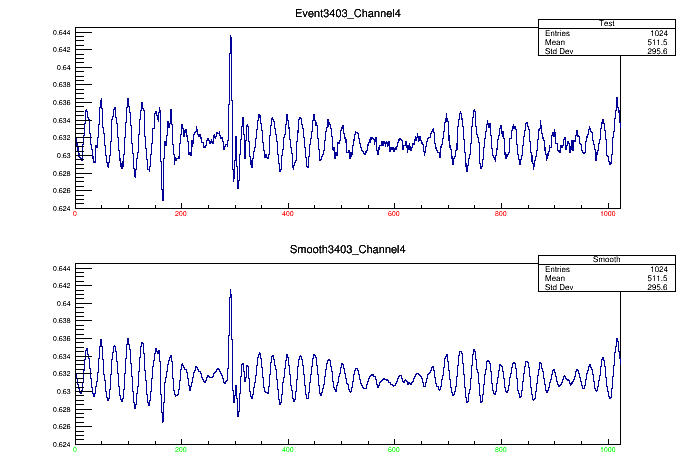 Event3403_Channel4
Test
Entries 1024
Mean 511.5
Std Dev 295.6
0.644
0.642
0.64
0.638
0.636
0.634
0.632
0.63
0.628
0.626
0.624
0 200 400 600 800 1000
Smooth3403_Channel4
Smooth
Entries 1024
Mean 511.5
Std Dev 295.6
0.644
0.642
0.64
0.638
0.636
0.634
0.632
0.63
0.628
0.626
0.624
0 200 400 600 800 1000